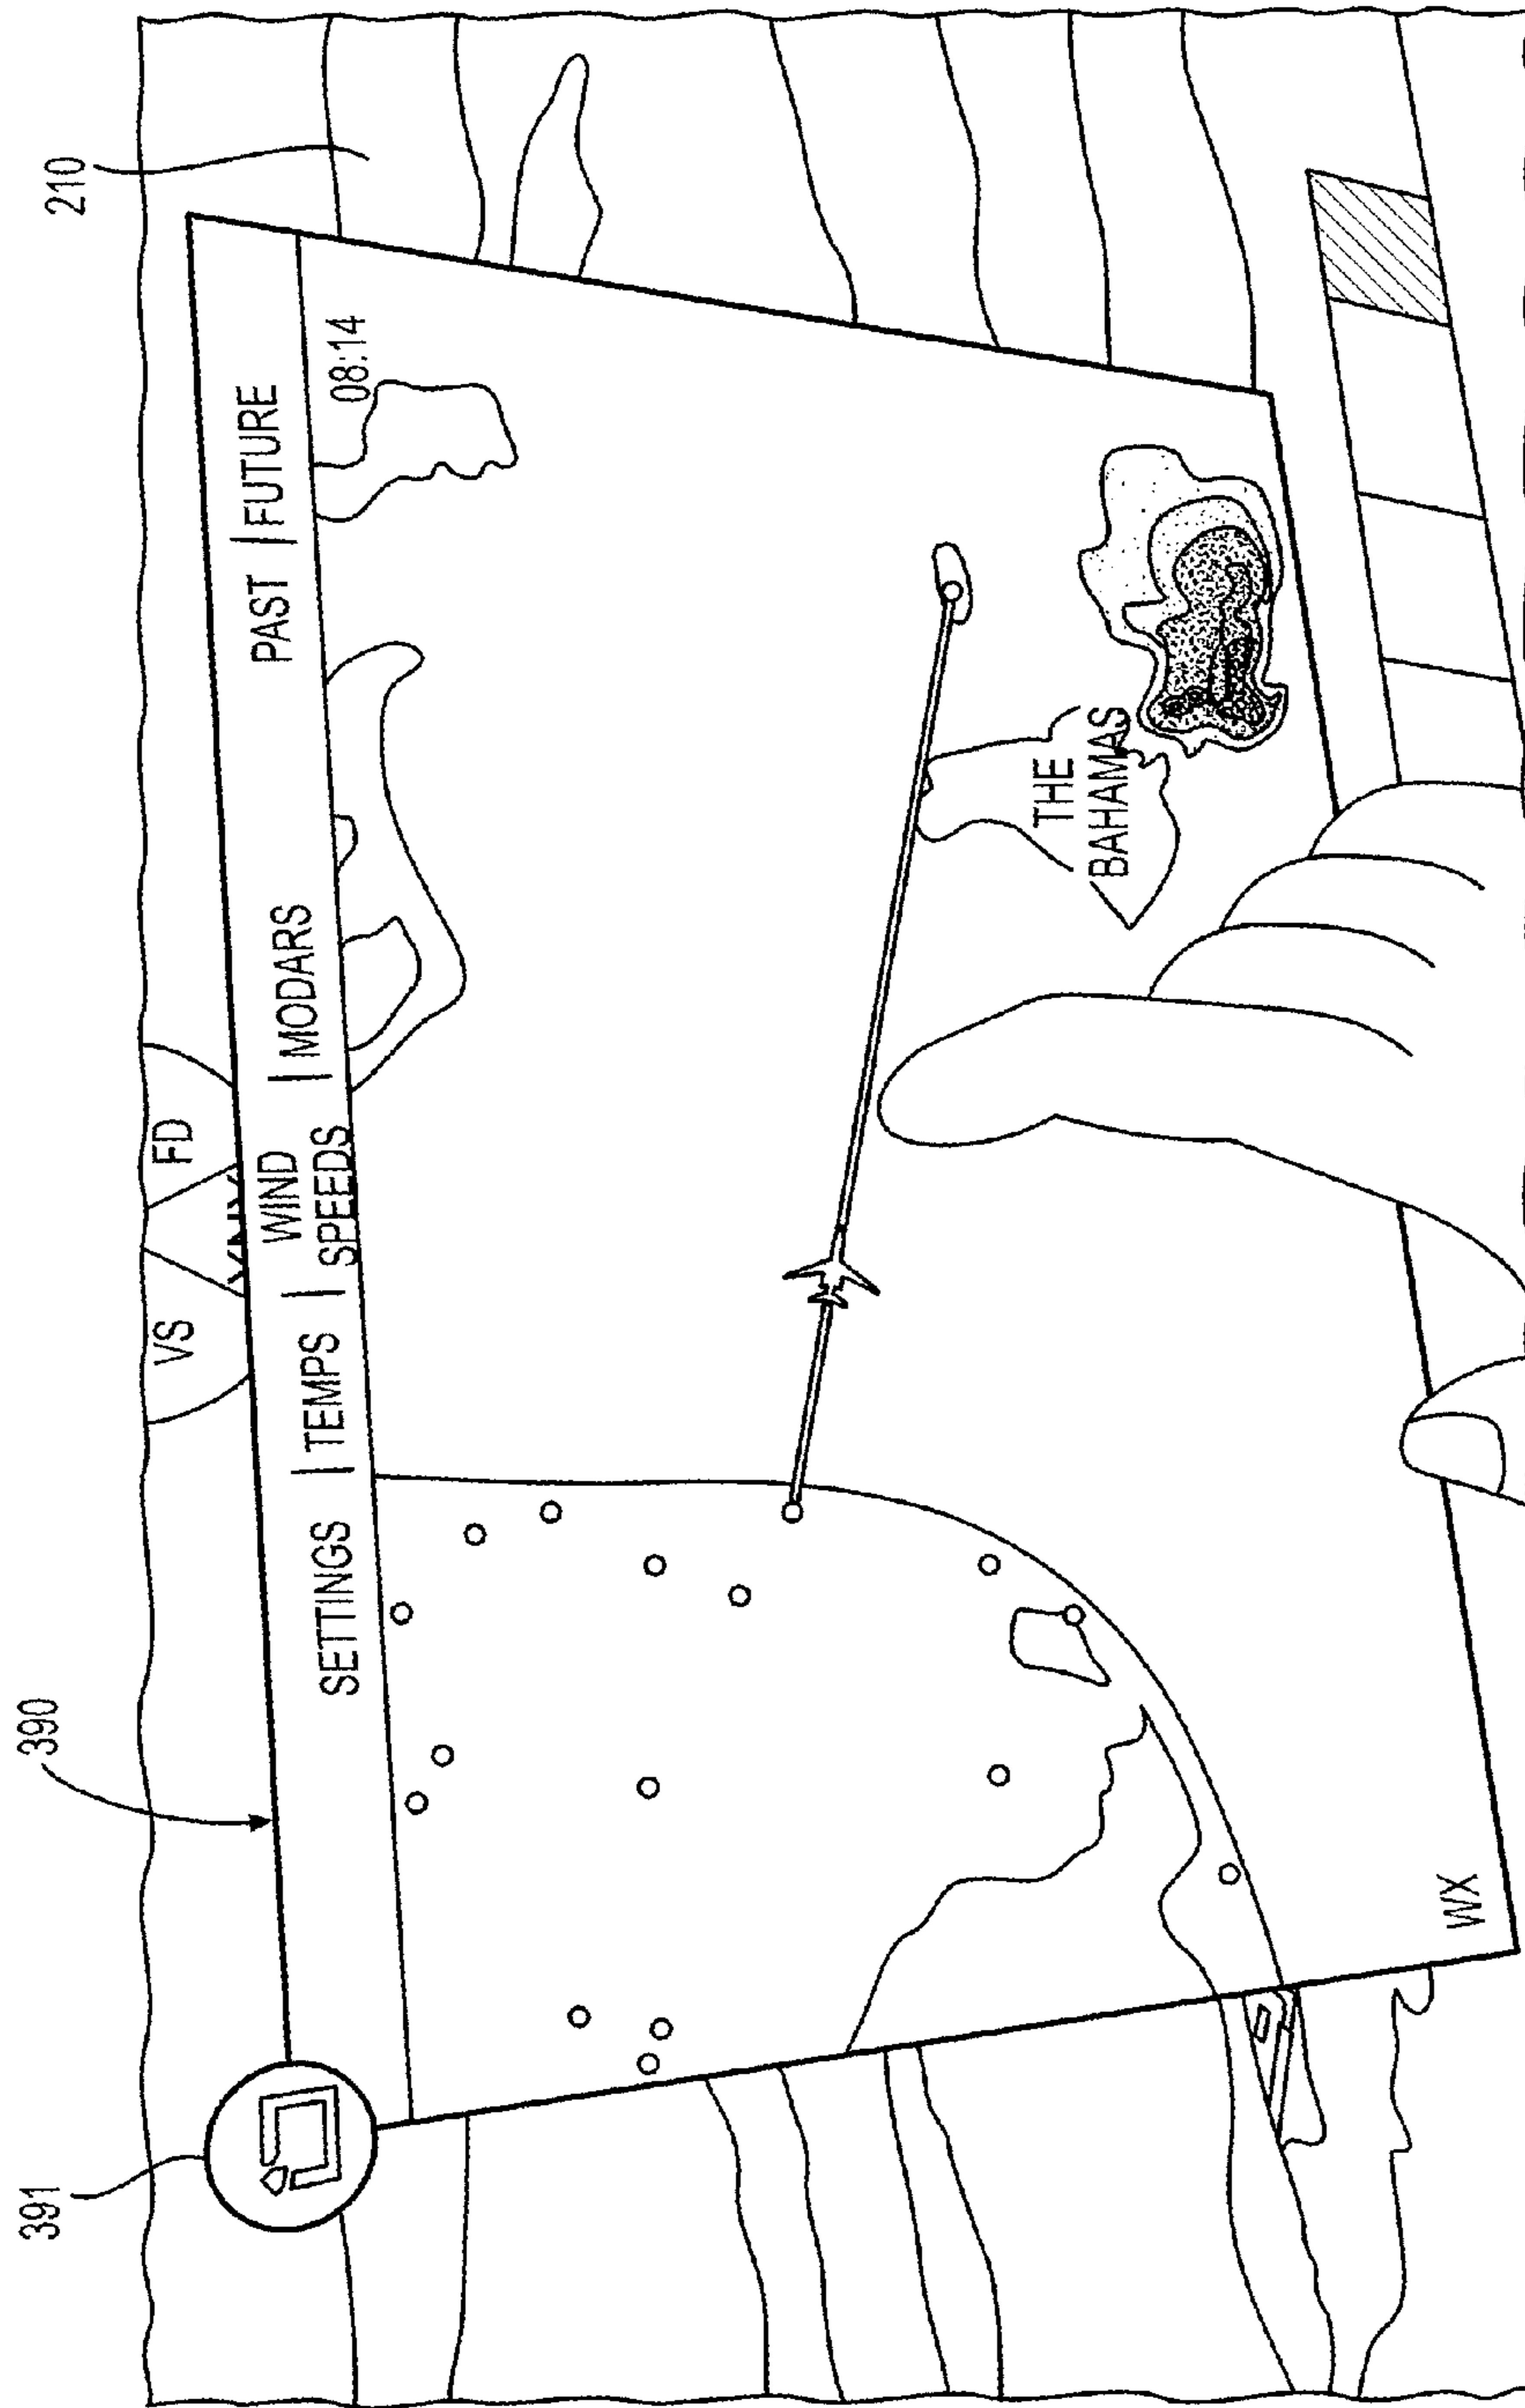 390
210
391
VS
FD
SETTINGS | TEMPS | WIND SPEEDS | MODARS
PAST | FUTURE
08:14
THE
BAHAMAS
WX